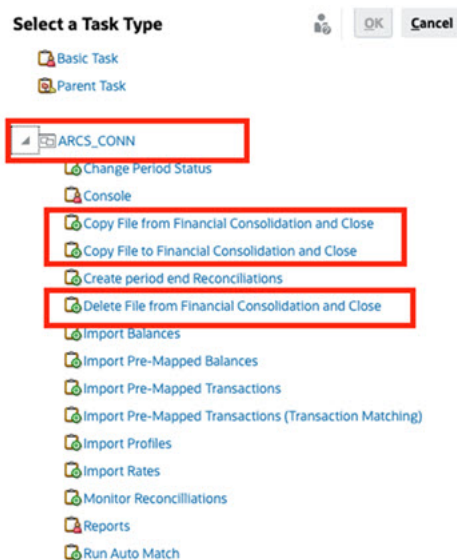 Select a Task Type
OK
Cancel
Basic Task
Parent Task
ARCS_CONN
Change Period Status
Console
Copy File from Financial Consolidation and Close
Copy File to Financial Consolidation and Close
Create period end Reconciliations
Delete File from Financial Consolidation and Close
Import Balances
Import Pre-Mapped Balances
Import Pre-Mapped Transactions
Import Pre-Mapped Transactions (Transaction Matching)
Import Profiles
Import Rates
Monitor Reconcilliations
Reports
Run Auto Match